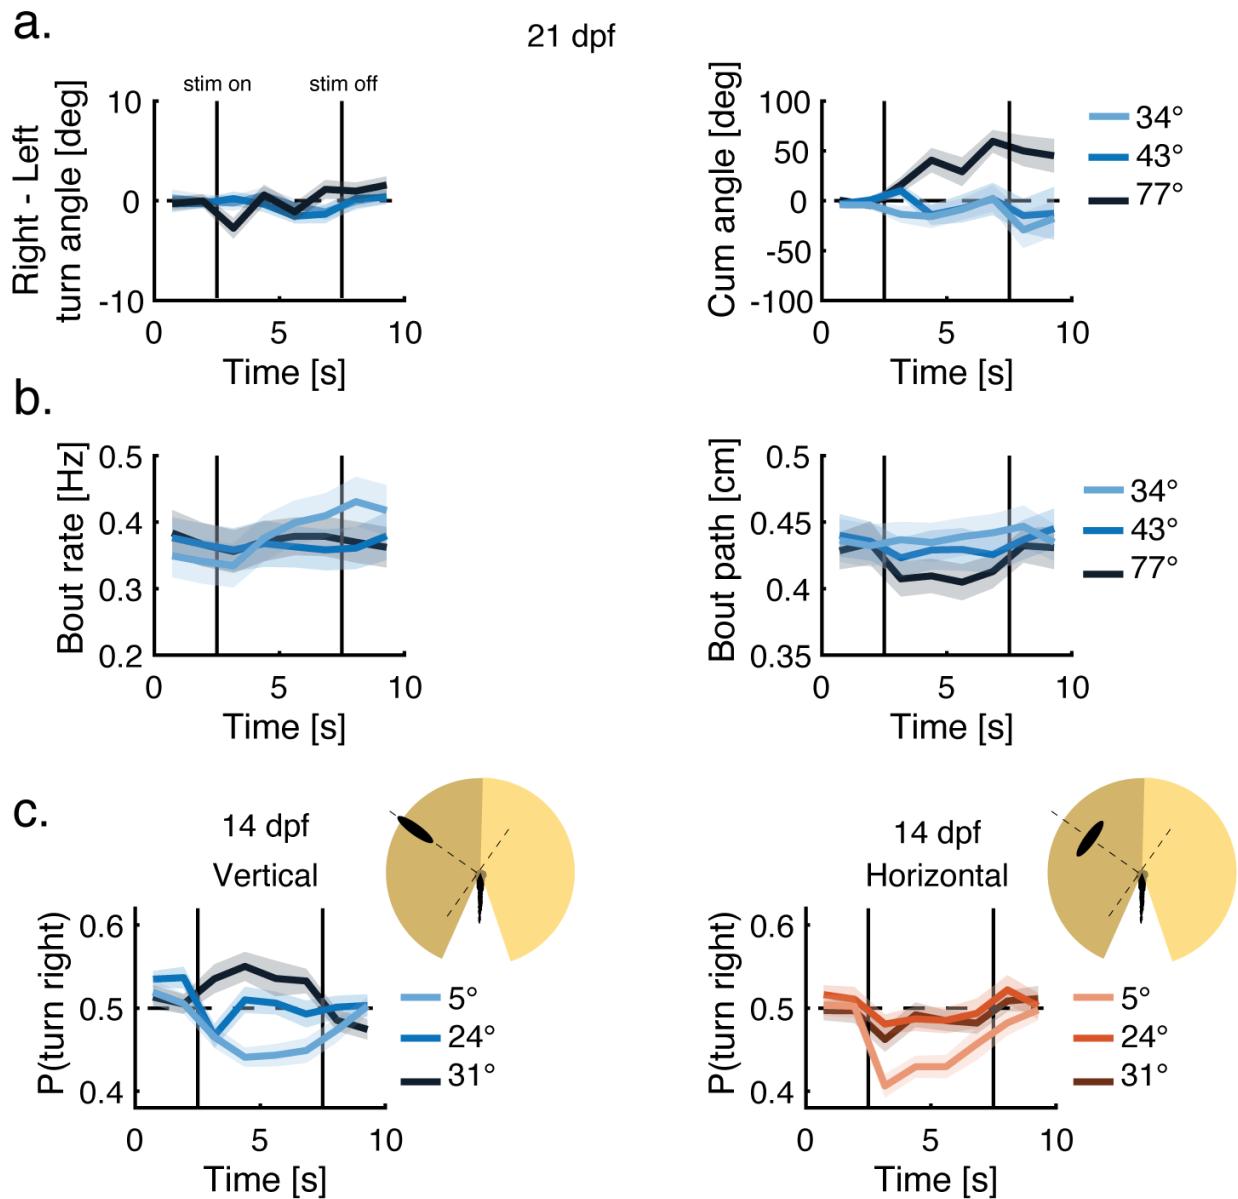 a.
21 dpf
stim on
stim off
Right - Left
turn angle [deg]
10
0
-10
0
5
10
Time [s]
Cum angle [deg]
100
50
0
-50
-100
0
5
10
Time [s]
34°
43°
77°
b.
Bout rate [Hz]
0.5
0.4
0.3
0.2
0
5
10
Time [s]
Bout path [cm]
0.5
0.45
0.4
0.35
0
5
10
Time [s]
34°
43°
77°
c.
14 dpf
Vertical
P(turn right)
0.6
0.5
0.4
0
5
10
Time [s]
5°
24°
31°
14 dpf
Horizontal
P(turn right)
0.6
0.5
0.4
0
5
10
Time [s]
5°
24°
31°